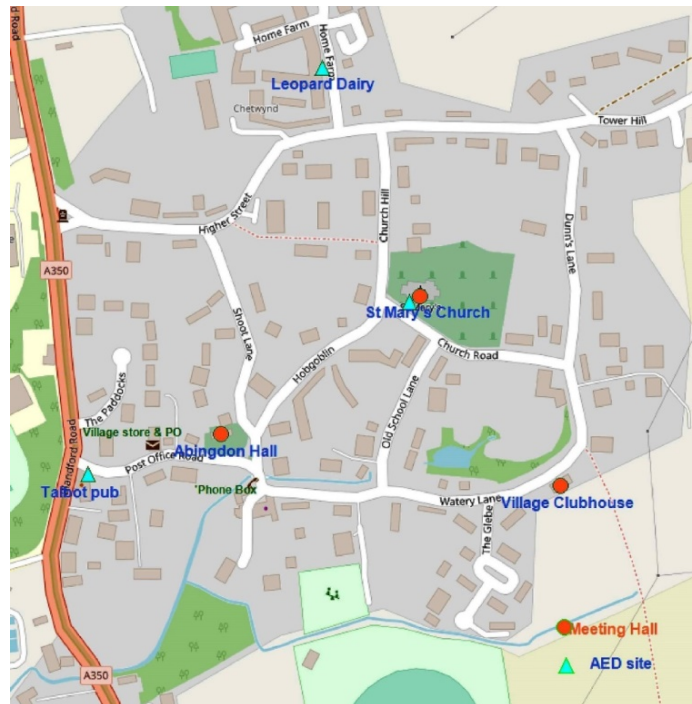 d Road
Home Farm
Home Farm
Leopard Dairy
Chetwynd
Tower Hill
Higher Street
Church Hill
Dunn's Lane
A350
St Mary's Church
Shoot Lane
Hobgoblin
Church Road
Old School Lane
The Paddocks
Village store & PO
Abingdon Hall
Post Office Road
Blandford Road
Talbot pub
"Phone Box
Watery Lane
Village Clubhouse
The Glebe
Meeting Hall
AED site
A350